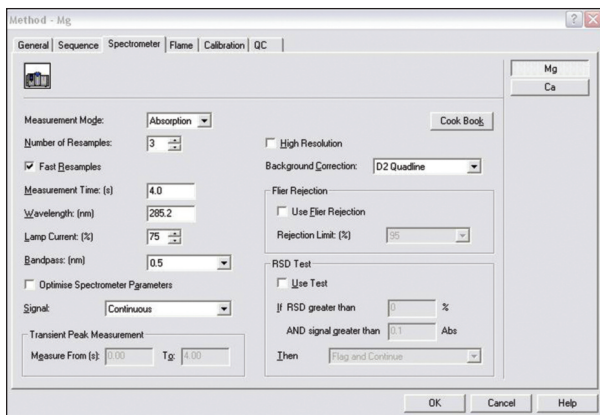 Method - Mg
General Sequence Spectrometer Flame Calibration QC
Mg
Ca
Measurement Mode: Absorption
Cook Book
Number of Resamples: 3
High Resolution
Fast Resamples
Background Correction: D2 Quadline
Measurement Time: (s) 4.0
Flier Rejection
Wavelength: (nm) 285.2
Use Flier Rejection
Lamp Current: (%) 75
Rejection Limit: (%) 95
Bandpass: (nm) 0.5
RSD Test
Optimise Spectrometer Parameters
Use Test
Signal: Continuous
If RSD greater than 0 %
Transient Peak Measurement
AND signal greater than 0.1 Abs
Measure From (s): 0.00 To: 4.00
Then Flag and Continue
OK Cancel Help